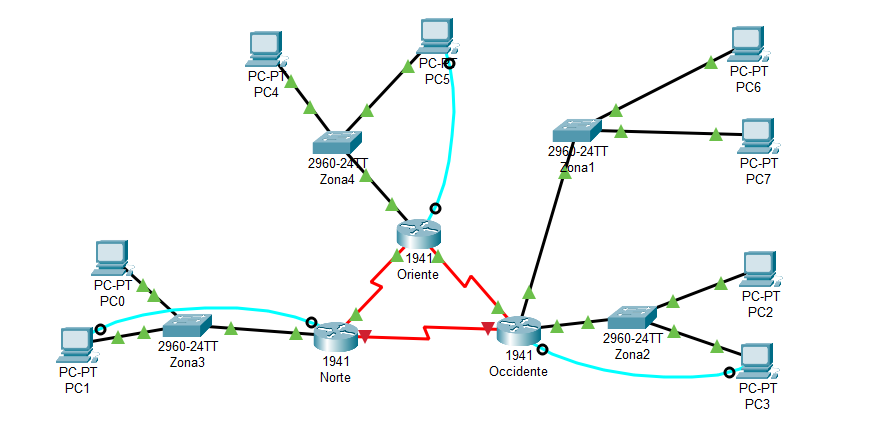 PC-PT
PC4
PC-PT
PC5
PC-PT
PC6
2960-24TT
Zona1
PC-PT
PC7
2960-24TT
Zona4
1941
Oriente
PC-PT
PC0
PC-PT
PC2
2960-24TT
Zona3
1941
Norte
1941
Occidente
2960-24TT
Zona2
PC-PT
PC1
PC-PT
PC3